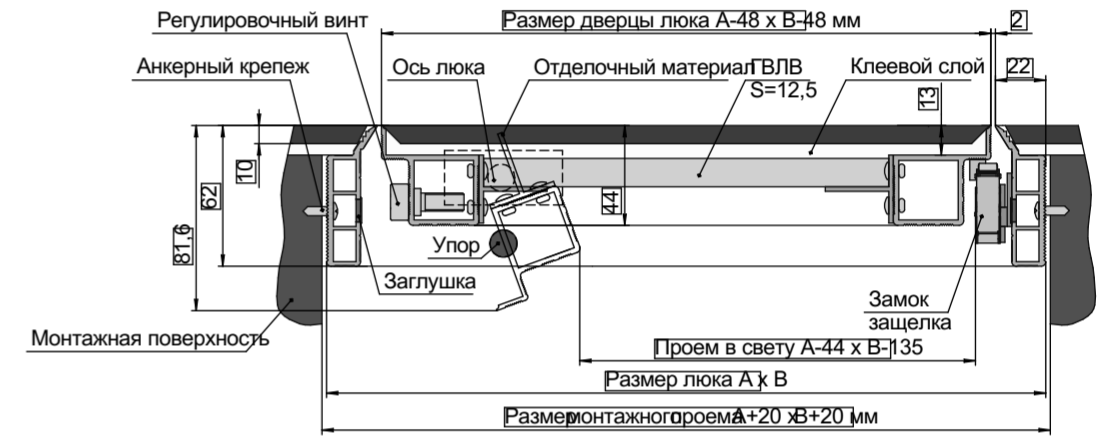 Регулировочный винт
Размер дверцы люка А-48 х В-48 мм
2
Анкерный крепеж
Ось люка
Отделочный материал
ГВЛВ
S=12,5
Клеевой слой
22
13
10
62
81,6
44
Упор
Заглушка
Замок
защелка
Монтажная поверхность
Проем в свету А-44 х В-135
Размер люка А х В
Размер монтажного проема А+20 х В+20 мм